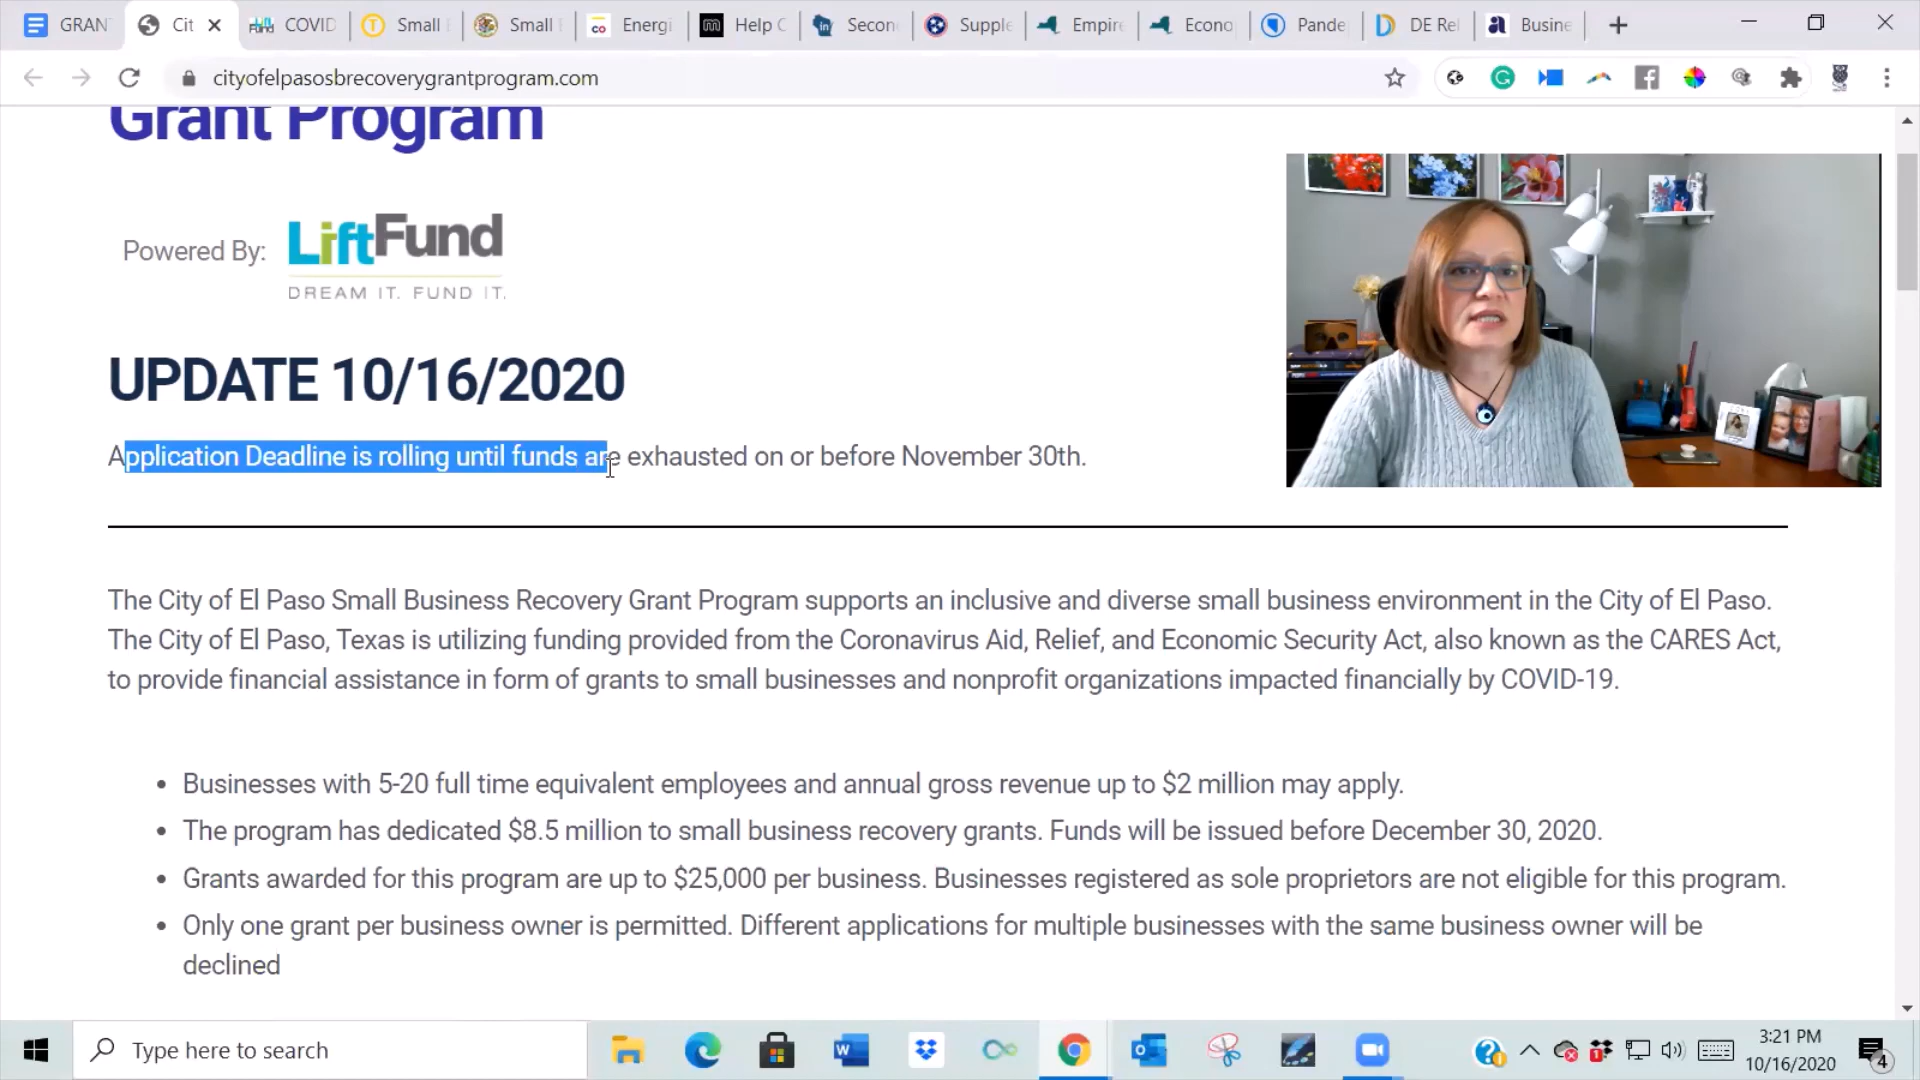 GRAN
Cit
COVID
Small
Small
Energi
Help C
Secon
Supple
Empire
Econo
Pande
DE Rel
Busine
cityofelpasosbrecoverygrantprogram.com
Grant Program
Powered By:
LiftFund
DREAM IT. FUND IT.
UPDATE 10/16/2020
Application Deadline is rolling until funds are exhausted on or before November 30th.
The City of El Paso Small Business Recovery Grant Program supports an inclusive and diverse small business environment in the City of El Paso.
The City of El Paso, Texas is utilizing funding provided from the Coronavirus Aid, Relief, and Economic Security Act, also known as the CARES Act,
to provide financial assistance in form of grants to small businesses and nonprofit organizations impacted financially by COVID-19.
• Businesses with 5-20 full time equivalent employees and annual gross revenue up to $2 million may apply.
• The program has dedicated $8.5 million to small business recovery grants. Funds will be issued before December 30, 2020.
• Grants awarded for this program are up to $25,000 per business. Businesses registered as sole proprietors are not eligible for this program.
• Only one grant per business owner is permitted. Different applications for multiple businesses with the same business owner will be
declined
Type here to search
3:21 PM
10/16/2020
4